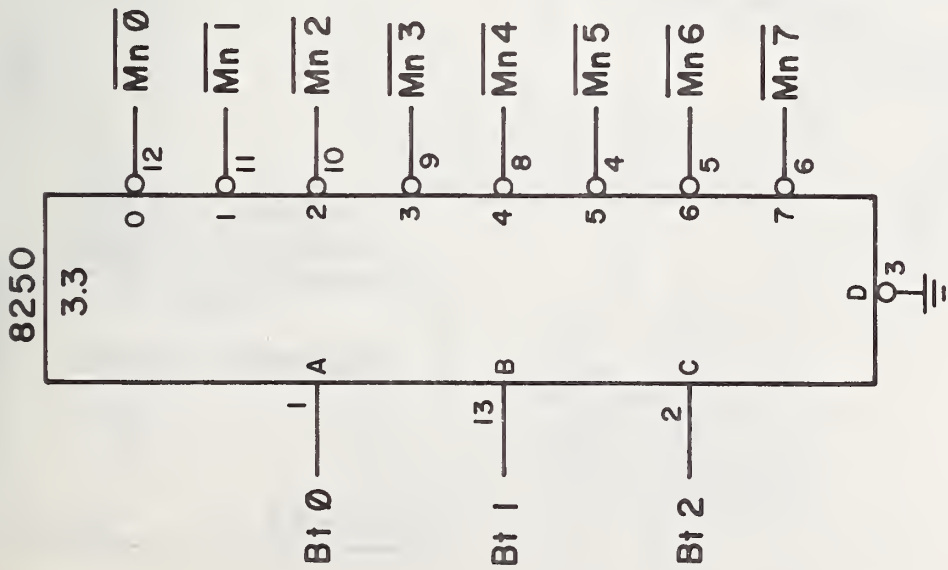 8250
3.3
0 12 Mn 0
1 11 Mn 1
Bt 0 1 A 2 10 Mn 2
3 9 Mn 3
Bt 1 13 B 4 8 Mn 4
5 4 Mn 5
Bt 2 2 C 6 5 Mn 6
7 6 Mn 7
D 3